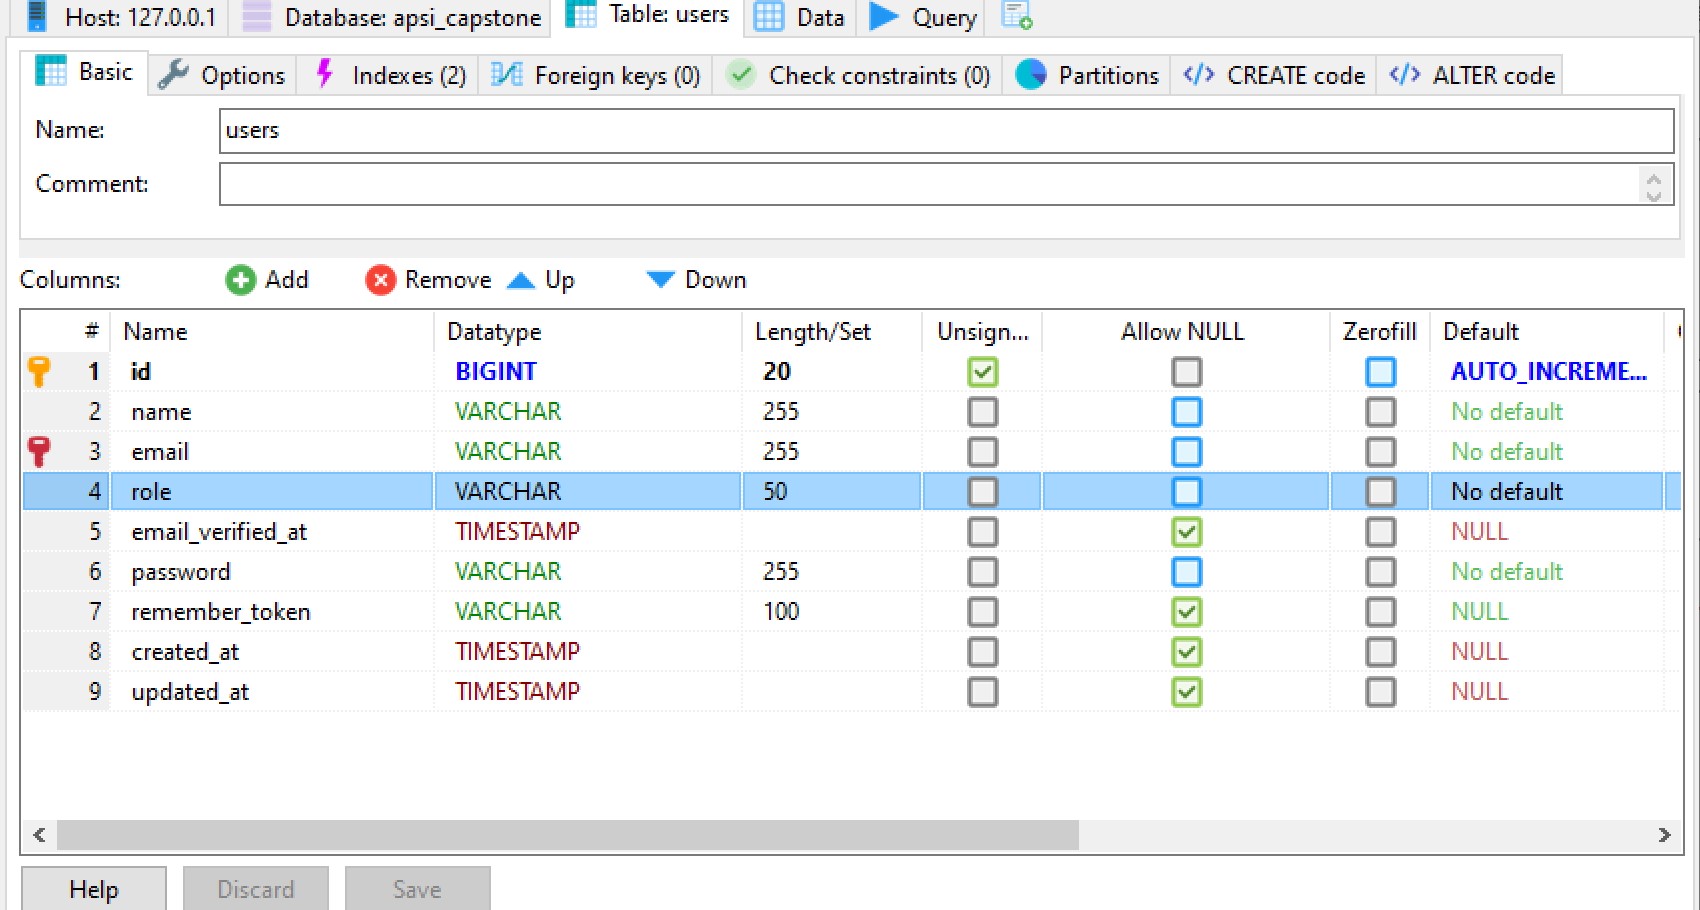 Host: 127.0.0.1 Database: apsi_capstone Table: users Data Query
Basic Options Indexes (2) Foreign keys (0) Check constraints (0) Partitions CREATE code ALTER code
Name: users
Comment:
Columns: Add Remove Up Down
# Name Datatype Length/Set Unsign... Allow NULL Zerofill Default
1 id BIGINT 20 AUTO_INCREME...
2 name VARCHAR 255 No default
3 email VARCHAR 255 No default
4 role VARCHAR 50 No default
5 email_verified_at TIMESTAMP NULL
6 password VARCHAR 255 No default
7 remember_token VARCHAR 100 NULL
8 created_at TIMESTAMP NULL
9 updated_at TIMESTAMP NULL
Help Discard Save